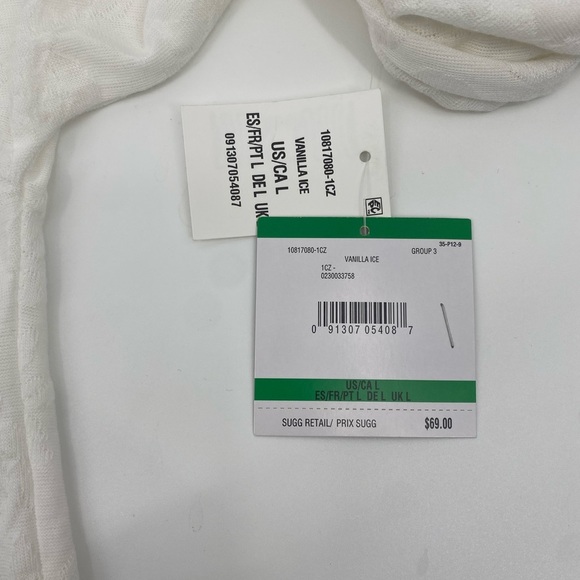 10817080-1CZ
VANILLA ICE
US/CA L
ES/FR/PT L DE L UK
091307054087
35-P12-9
10817080-1CZ GROUP 3
VANILLA ICE
1CZ -
0230033758
0 91307 05408 7
US/CA L
ES/FR/PT L DE L UK L
SUGG RETAIL/ PRIX SUGG $69.00